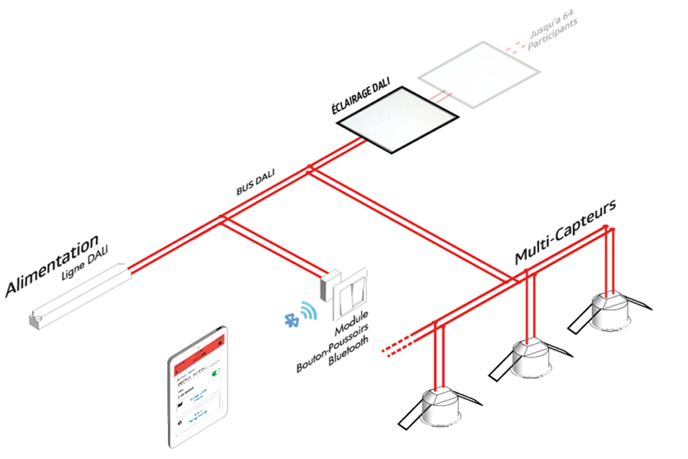 Jusqu'a 64
Participants
ÉCLAIRAGE DALI
BUS DALI
Alimentation
Ligne DALI
Multi-Capteurs
Module
Bouton-Poussoirs
Bluetooth